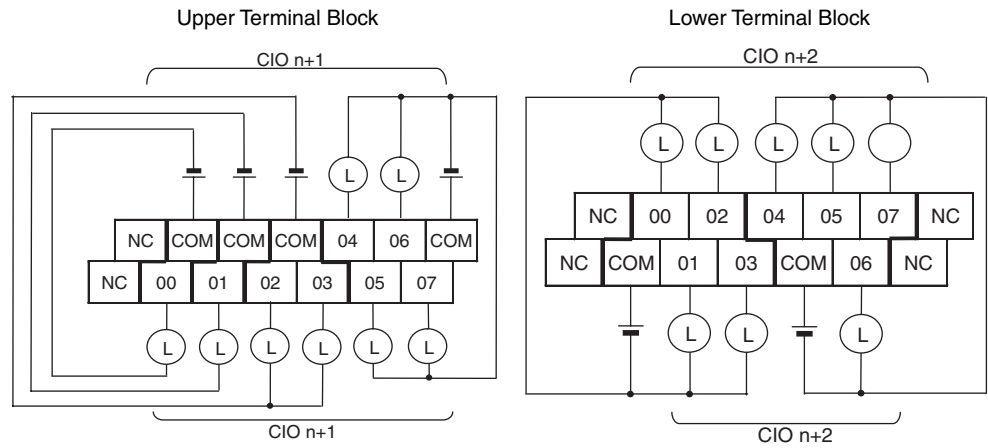 Upper Terminal Block
Lower Terminal Block
CIO n+1
CIO n+2
L L
L L L L
NC COM COM COM 04 06 COM
NC 00 01 02 03 05 07
NC 00 02 04 05 07 NC
NC COM 01 03 COM 06 NC
L L L L L L
L L L
CIO n+1
CIO n+2